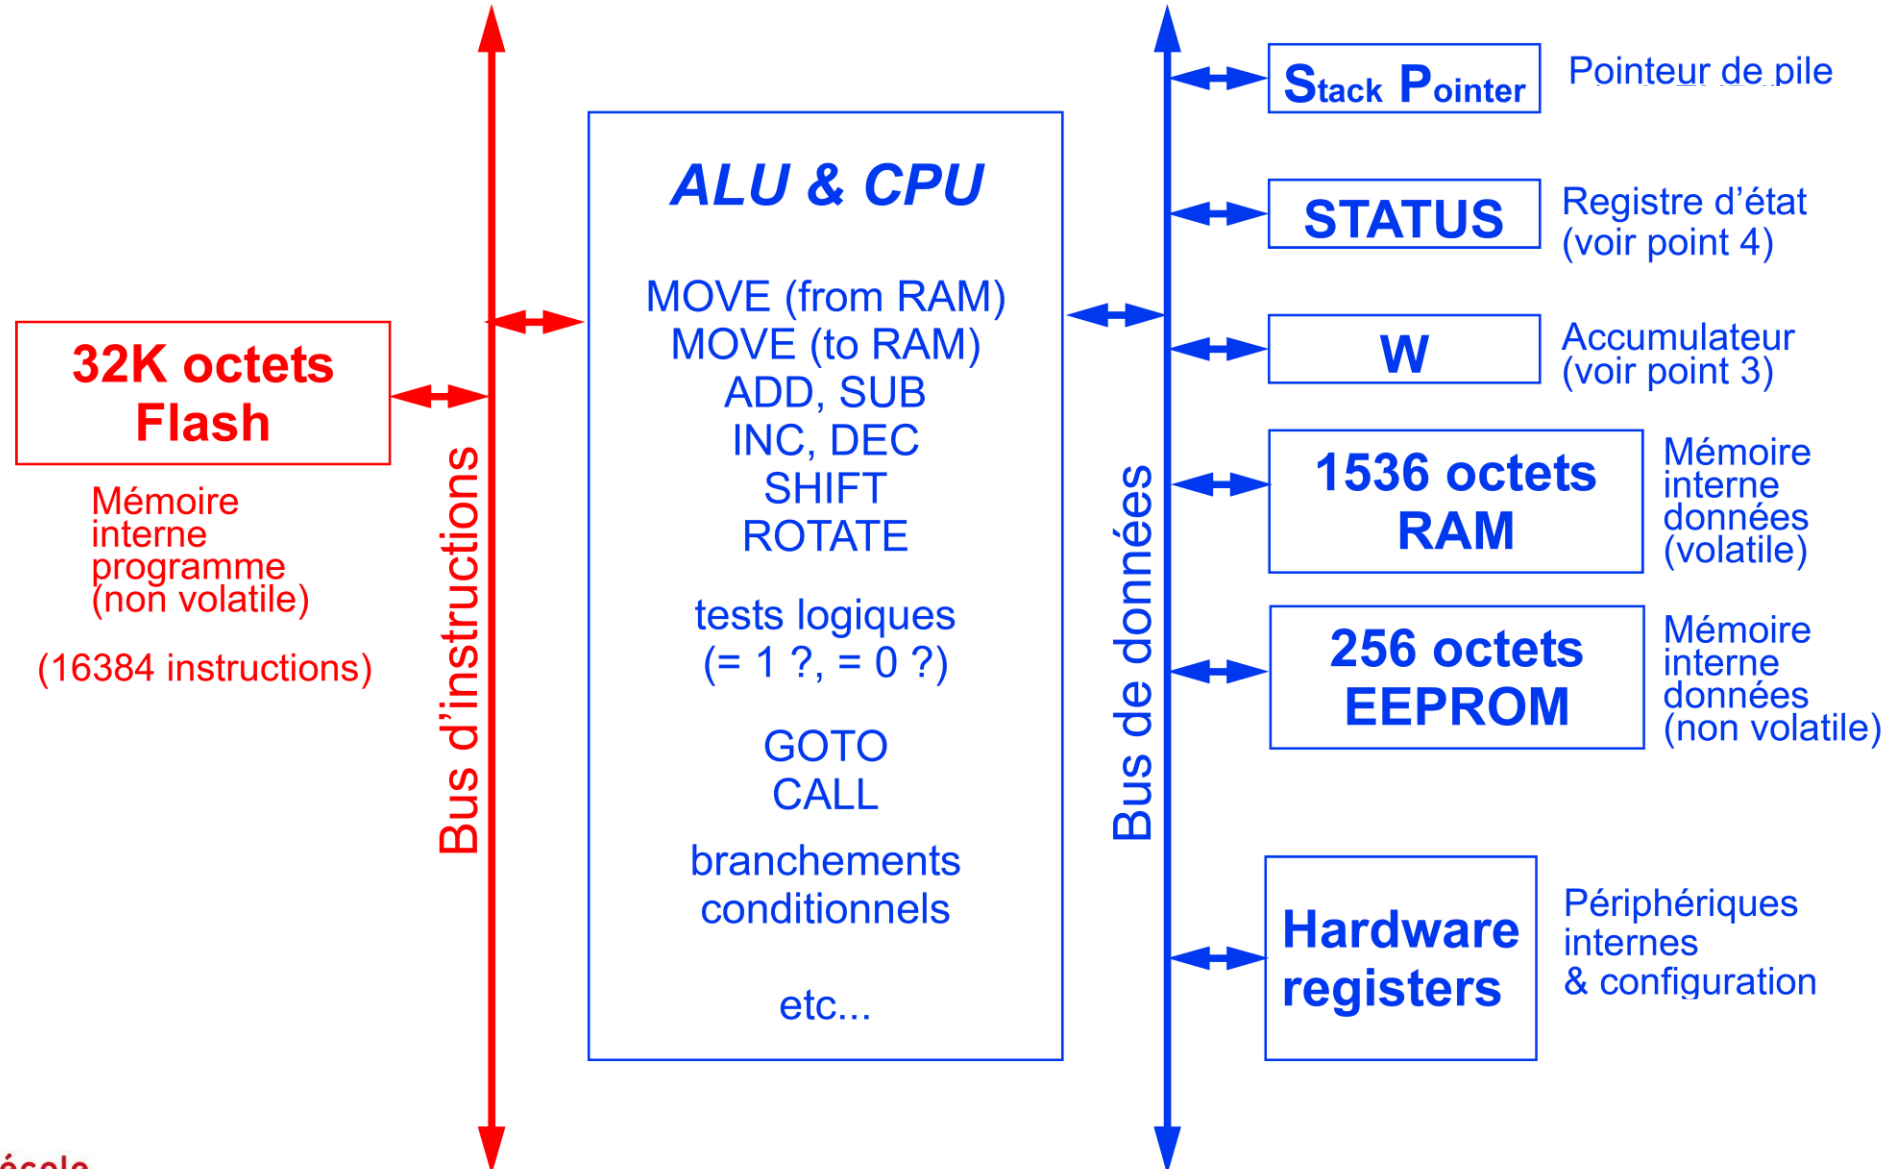 32K octets
Flash
Mémoire
interne
programme
(non volatile)
(16384 instructions)
Bus d’instructions
ALU & CPU
MOVE (from RAM)
MOVE (to RAM)
ADD, SUB
INC, DEC
SHIFT
ROTATE
tests logiques
(= 1 ?, = 0 ?)
GOTO
CALL
branchements
conditionnels
etc...
Bus de données
Stack Pointer
Pointeur de pile
STATUS
Registre d’état
(voir point 4)
W
Accumulateur
(voir point 3)
1536 octets
RAM
Mémoire
interne
données
(volatile)
256 octets
EEPROM
Mémoire
interne
données
(non volatile)
Hardware
registers
Périphériques
internes
& configuration
école